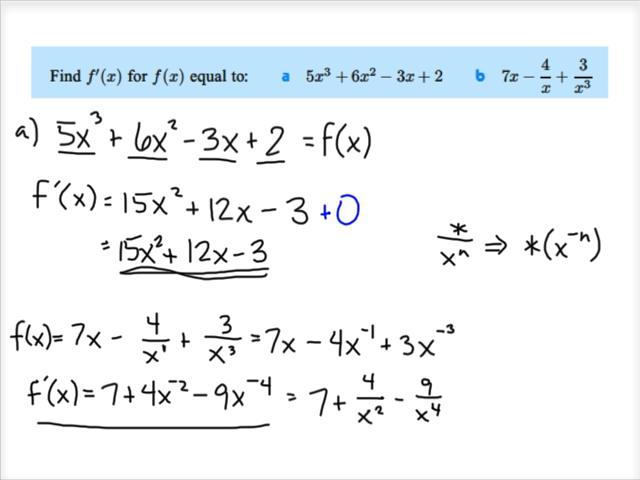 Find f′(x) for f(x) equal to: a 5x³ + 6x² − 3x + 2 b 7x − 4/x + 3/x³
a) 5x³ + 6x² − 3x + 2 = f(x)
f′(x) = 15x² + 12x − 3 + 0
= 15x² + 12x − 3
*/xⁿ ⇒ *(x⁻ⁿ)
f(x) = 7x − 4/x¹ + 3/x³ = 7x − 4x⁻¹ + 3x⁻³
f′(x) = 7 + 4x⁻² − 9x⁻⁴ = 7 + 4/x² − 9/x⁴